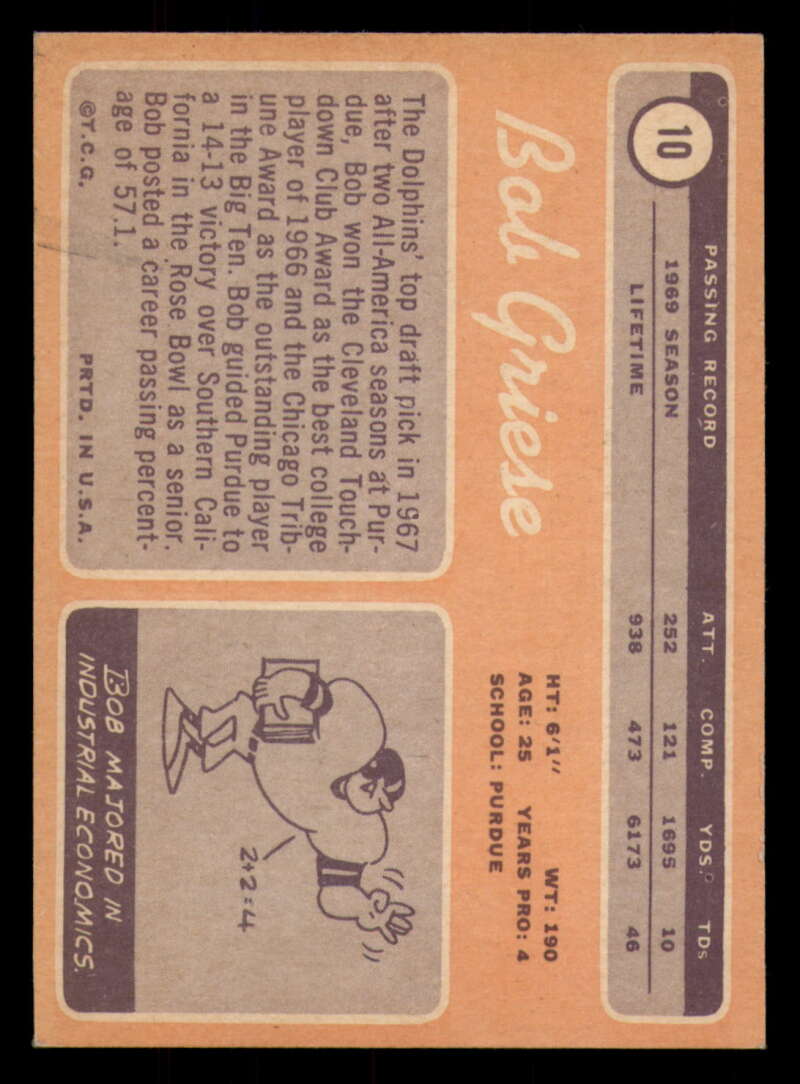 10
PASSING RECORD ATT. COMP. YDS. TDs
1969 SEASON 252 121 1695 10
LIFETIME 938 473 6173 46
Bob Griese
HT: 6'1" WT: 190
AGE: 25 YEARS PRO: 4
SCHOOL: PURDUE
The Dolphins' top draft pick in 1967
after two All-America seasons at Pur-
due, Bob won the Cleveland Touch-
down Club Award as the best college
player of 1966 and the Chicago Trib-
une Award as the outstanding player
in the Big Ten. Bob guided Purdue to
a 14-13 victory over Southern Cali-
fornia in the Rose Bowl as a senior.
Bob posted a career passing percent-
age of 57.1.
©T.C.G. PRTD. IN U.S.A.
2+2=4
BOB MAJORED IN
INDUSTRIAL ECONOMICS.